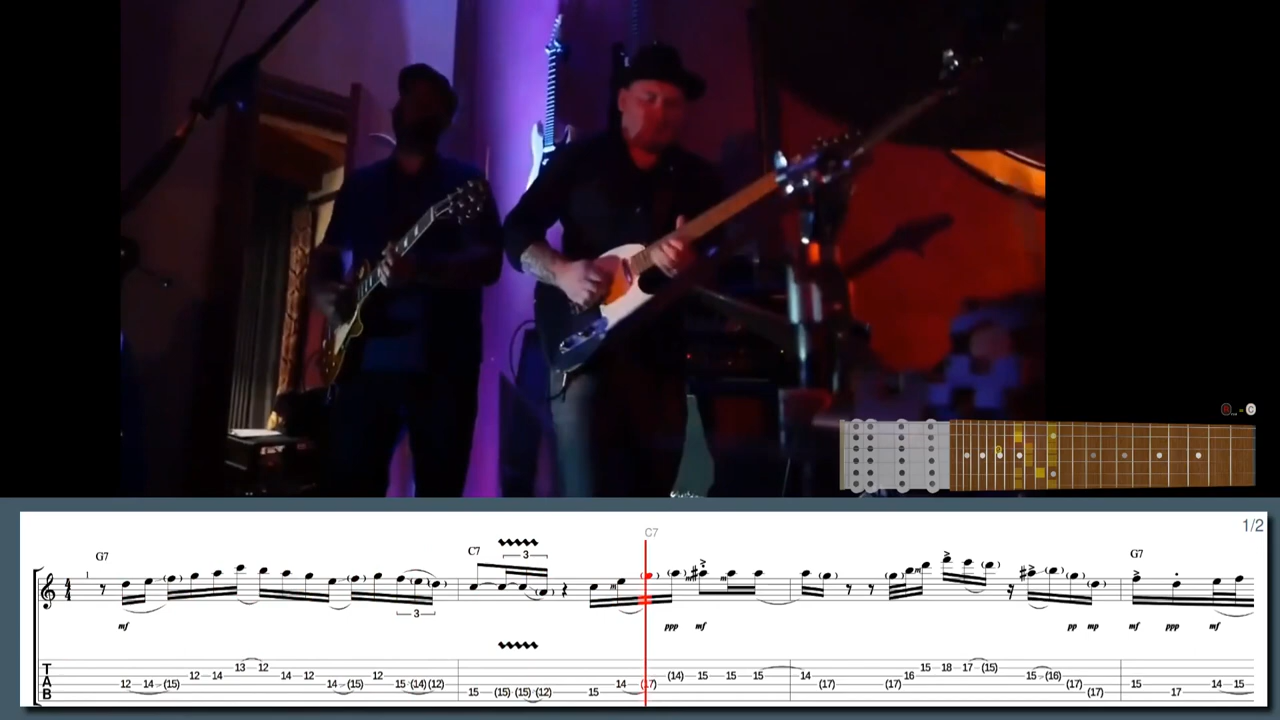 1/2
C7
G7 C7 3 G7
4
4
3
mf ppp mf pp mp mf ppp mf
T
A
B
13 12 15 18 17 (15)
12 14 14 12 12 (14) 15 15 15 14 16 15 (16)
12 14 (15) 14 (15) 15 (14) (12) 14 (17) (17) (17) (17) 15 14 15
15 (15) (15) (12) 15 (17) 17